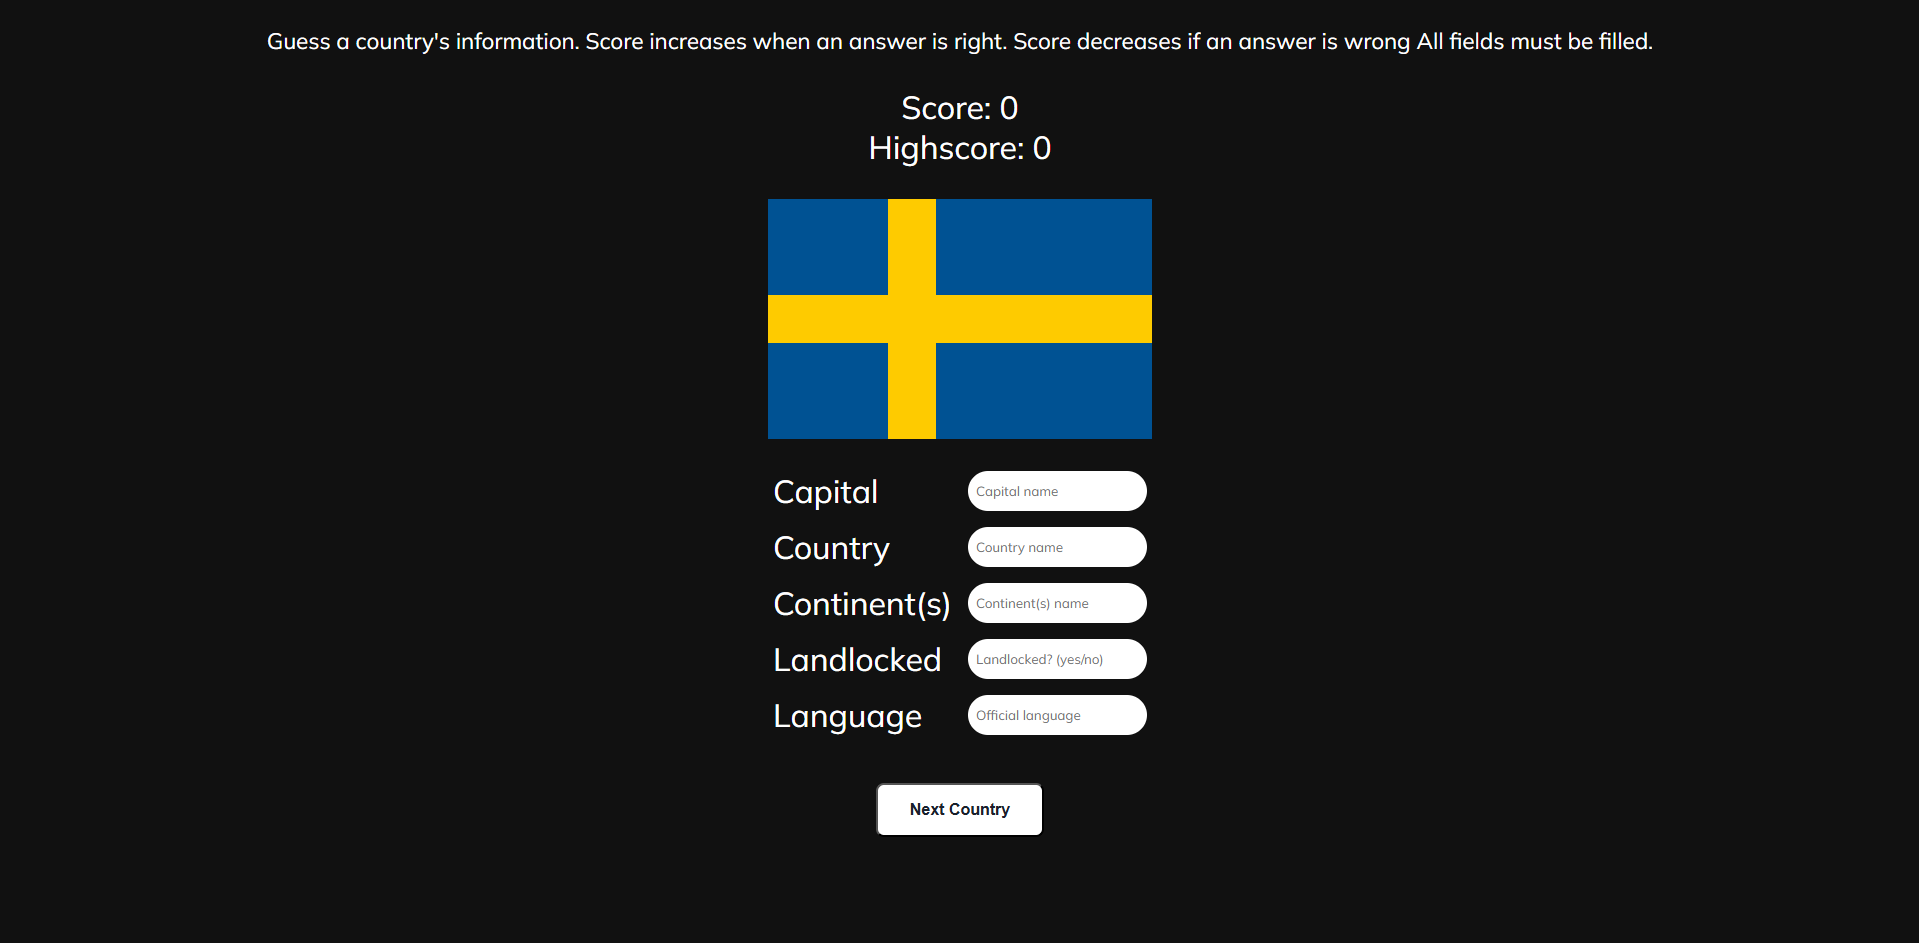 Guess a country's information. Score increases when an answer is right. Score decreases if an answer is wrong All fields must be filled.
Score: 0
Highscore: 0
Capital Capital name
Country Country name
Continent(s) Continent(s) name
Landlocked Landlocked? (yes/no)
Language Official language
Next Country